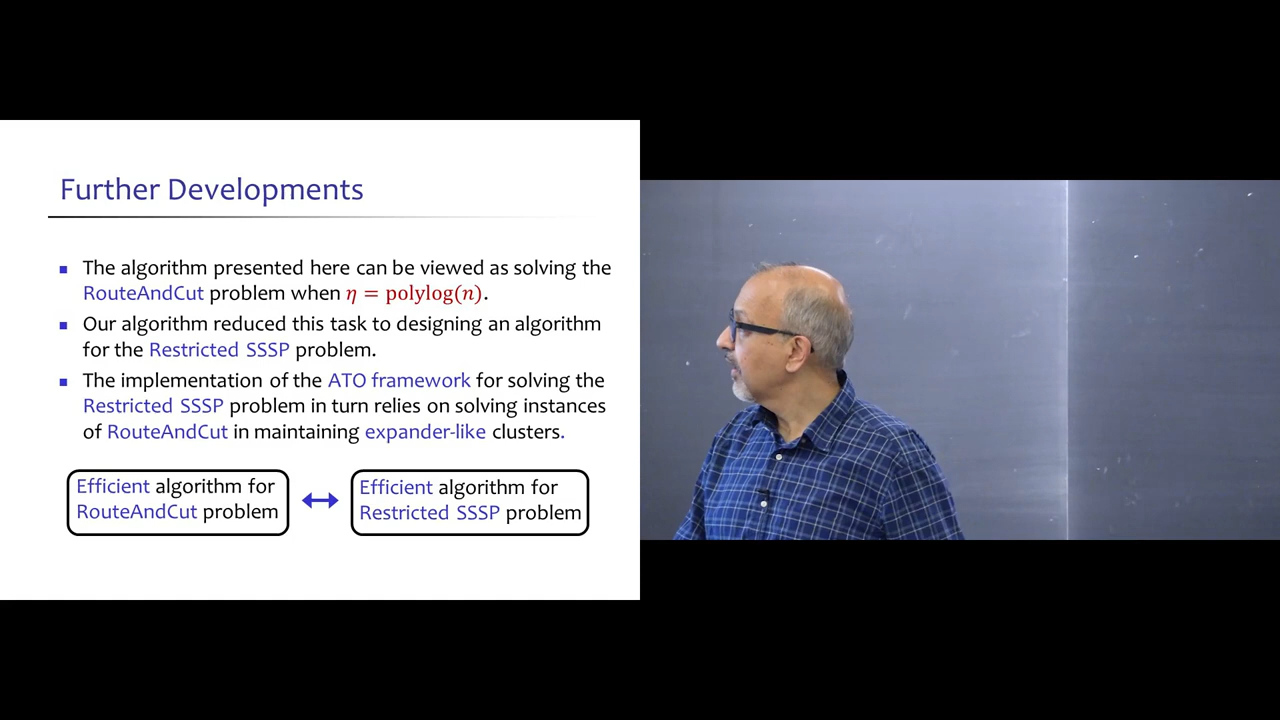 Further Developments
The algorithm presented here can be viewed as solving the
RouteAndCut problem when η = polylog(n).
Our algorithm reduced this task to designing an algorithm
for the Restricted SSSP problem.
The implementation of the ATO framework for solving the
Restricted SSSP problem in turn relies on solving instances
of RouteAndCut in maintaining expander-like clusters.
Efficient algorithm for
RouteAndCut problem
Efficient algorithm for
Restricted SSSP problem